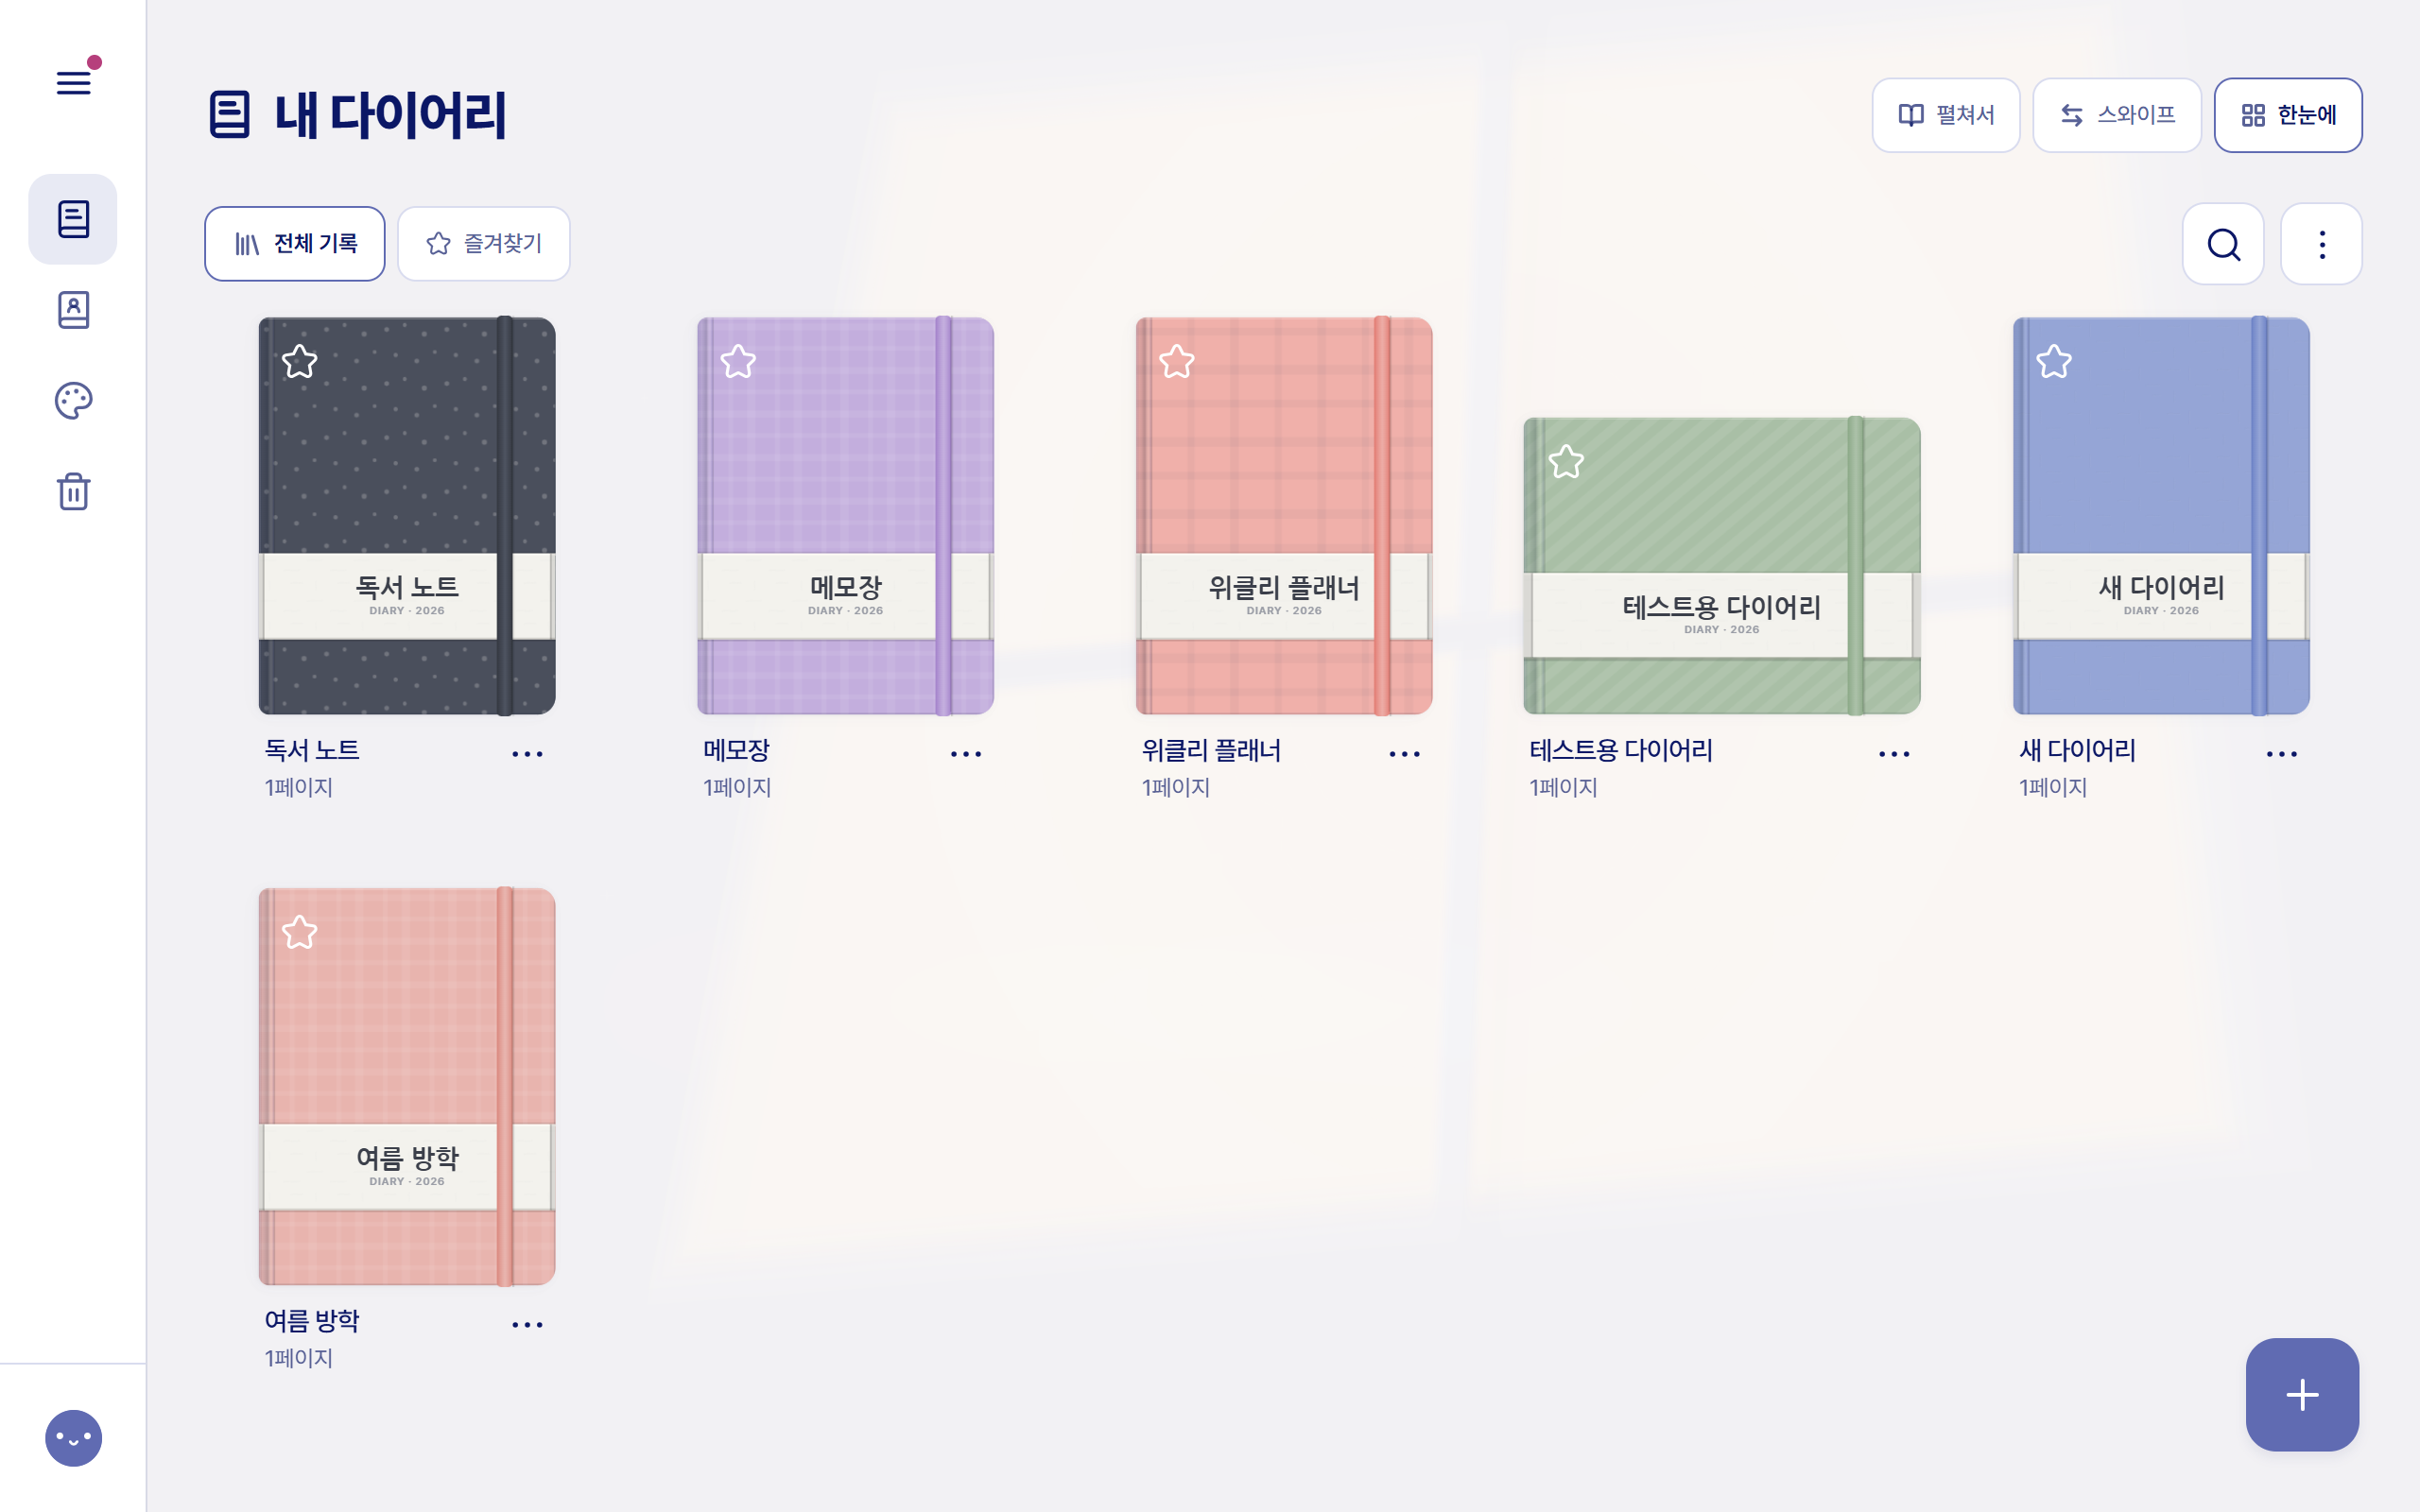 내 다이어리
펼쳐서
스와이프
한눈에
전체 기록
즐겨찾기
독서 노트
DIARY · 2026
메모장
DIARY · 2026
위클리 플래너
DIARY · 2026
테스트용 다이어리
DIARY · 2026
새 다이어리
DIARY · 2026
독서 노트
1페이지
메모장
1페이지
위클리 플래너
1페이지
테스트용 다이어리
1페이지
새 다이어리
1페이지
여름 방학
DIARY · 2026
여름 방학
1페이지